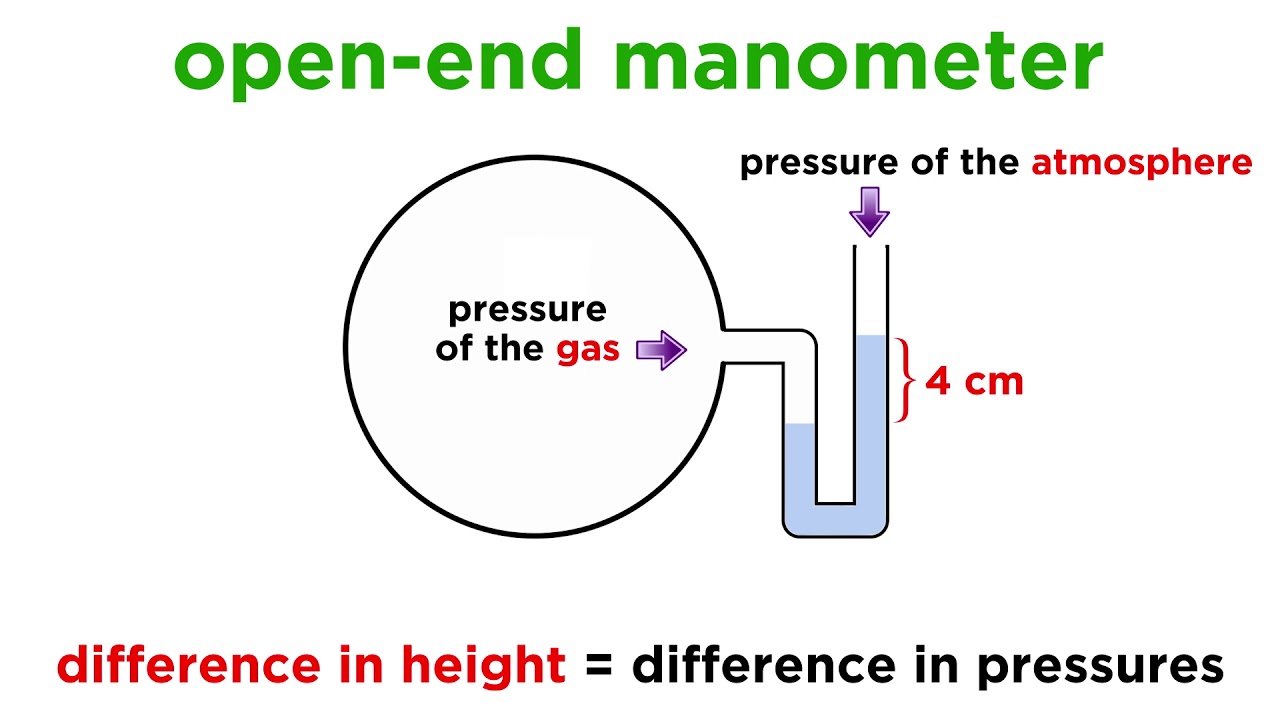 open-end manometer
pressure of the atmosphere
pressure
of the gas
4 cm
difference in height = difference in pressures